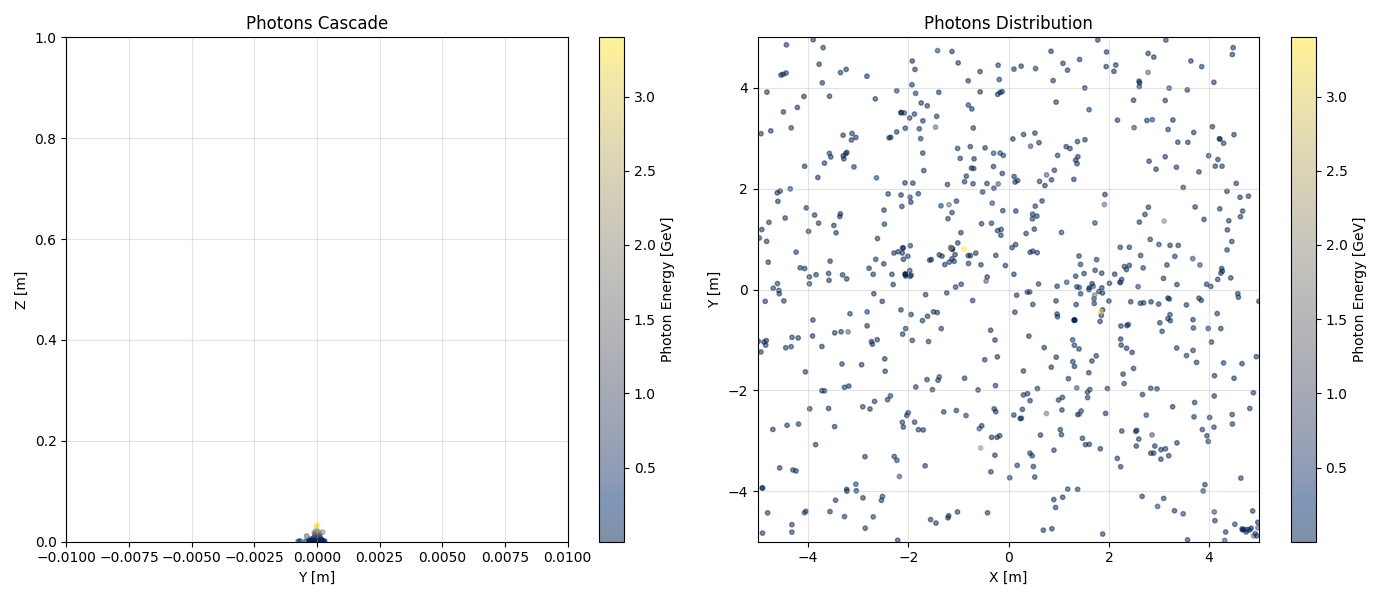 Photons Cascade
Z [m]
1.0
0.8
0.6
0.4
0.2
0.0
−0.0100 −0.0075 −0.0050 −0.0025 0.0000 0.0025 0.0050 0.0075 0.0100
Y [m]
3.0
2.5
2.0
1.5
1.0
0.5
Photon Energy [GeV]
Photons Distribution
Y [m]
4
2
0
−2
−4
−4 −2 0 2 4
X [m]
3.0
2.5
2.0
1.5
1.0
0.5
Photon Energy [GeV]